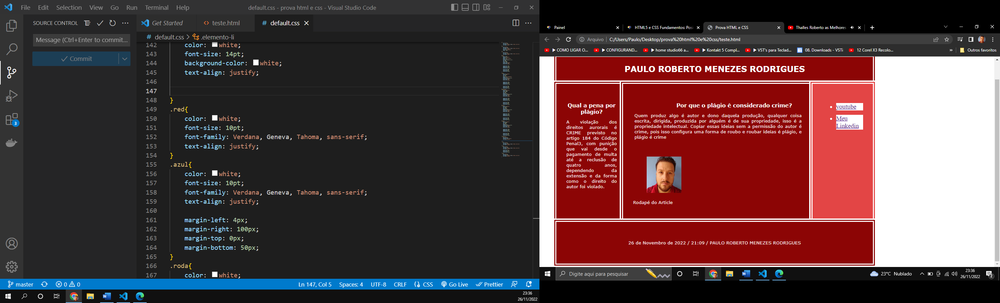 File Edit Selection View Go Run Terminal Help
default.css - prova html e css - Visual Studio Code
SOURCE CONTROL
Get Started
teste.html
default.css
default.css > .elemento-li
Message (Ctrl+Enter to commit...
Commit
3
142 color: white;
143 font-size: 14pt;
144 background-color: white;
145 text-align: justify;
146
147
148 }
149 .red{
150 color: white;
151 font-size: 10pt;
152 font-family: Verdana, Geneva, Tahoma, sans-serif;
153 text-align: justify;
154 }
155 .azul{
156 color: white;
157 font-size: 10pt;
158 font-family: Verdana, Geneva, Tahoma, sans-serif;
159 text-align: justify;
160
161 margin-left: 4px;
162 margin-right: 100px;
163 margin-top: 0px;
164 margin-bottom: 50px;
165 }
166 .roda{
167 color: white;
master
0 0
Ln 147, Col 5 Spaces: 4 UTF-8 CRLF CSS Go Live Prettier
23:36
26/11/2022
Painel
HTML5 e CSS Fundamentos: Posi
Prova HTML e CSS
Thalles Roberto as Melhores
Arquivo | C:/Users/Paulo/Desktop/prova%20html%20e%20css/teste.html
COMO LIGAR O...
CONFIGURAND...
home studio66 a...
Kontakt 5 Compl...
VST's para Teclad...
08. Downloads - VSTi
12 Corel X3 Recolo...
»
Outros favoritos
PAULO ROBERTO MENEZES RODRIGUES
Qual a pena por
plágio?
A violação dos
direitos aurorais é
CRIME previsto no
artigo 184 do Código
Penal3, com punição
que vai desde o
pagamento de multa
até a reclusão de
quatro anos,
dependendo da
extensão e da forma
como o direito do
autor foi violado.
Por que o plágio é considerado crime?
Quem produz algo é autor e dono daquela produção, qualquer coisa
escrita, dirigida, produzida por alguém é de sua propriedade, isso é a
propriedade intelectual. Copiar essas ideias sem a permissão do autor é
crime, pois isso configura uma forma de roubo e roubar ideias é plágio, e
plágio é crime
Rodapé do Article
youtube
Meu
Linkedin
26 de Novembro de 2022 / 21:09 / PAULO ROBERTO MENEZES RODRIGUES
Digite aqui para pesquisar
23°C Nublado
23:36
26/11/2022
2